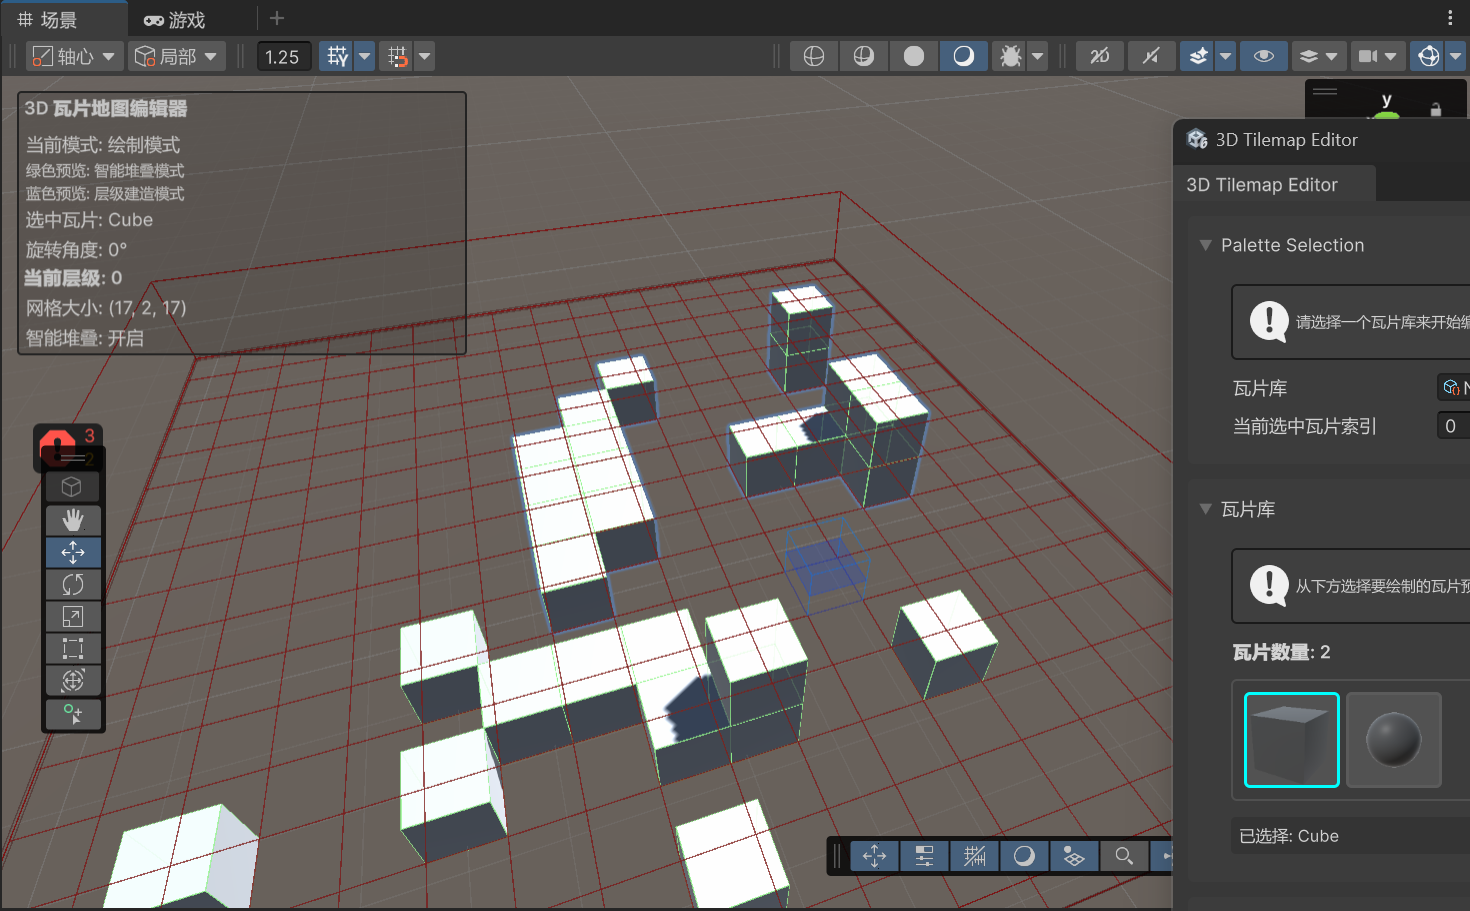 场景
游戏
轴心
局部
1.25
2D
y
3D 瓦片地图编辑器
当前模式: 绘制模式
绿色预览: 智能堆叠模式
蓝色预览: 层级建造模式
选中瓦片: Cube
旋转角度: 0°
当前层级: 0
网格大小: (17, 2, 17)
智能堆叠: 开启
3
2
3D Tilemap Editor
3D Tilemap Editor
Palette Selection
请选择一个瓦片库来开始编
瓦片库
N
当前选中瓦片索引
0
瓦片库
从下方选择要绘制的瓦片预
瓦片数量: 2
已选择: Cube